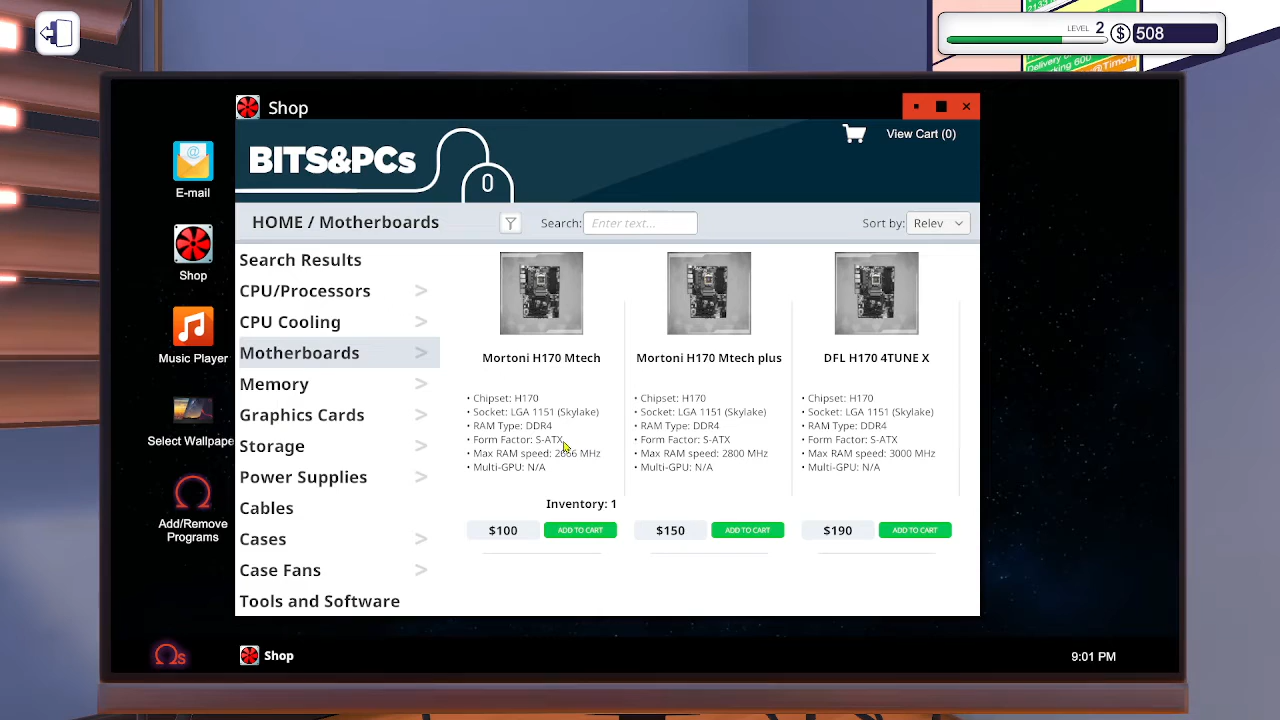 LEVEL 2
$ 508
Delivery o
rking 600
@Timoti
Shop
BITS&PCs
0
View Cart (0)
HOME / Motherboards
Search:
Enter text...
Sort by:
Relev
E-mail
Shop
Music Player
Select Wallpape
Add/Remove
Programs
Search Results
CPU/Processors >
CPU Cooling >
Motherboards >
Memory >
Graphics Cards >
Storage >
Power Supplies >
Cables
Cases >
Case Fans >
Tools and Software
Mortoni H170 Mtech
• Chipset: H170
• Socket: LGA 1151 (Skylake)
• RAM Type: DDR4
• Form Factor: S-ATX
• Max RAM speed: 2666 MHz
• Multi-GPU: N/A
Inventory: 1
$100
ADD TO CART
Mortoni H170 Mtech plus
• Chipset: H170
• Socket: LGA 1151 (Skylake)
• RAM Type: DDR4
• Form Factor: S-ATX
• Max RAM speed: 2800 MHz
• Multi-GPU: N/A
$150
ADD TO CART
DFL H170 4TUNE X
• Chipset: H170
• Socket: LGA 1151 (Skylake)
• RAM Type: DDR4
• Form Factor: S-ATX
• Max RAM speed: 3000 MHz
• Multi-GPU: N/A
$190
ADD TO CART
Ωs
Shop
9:01 PM